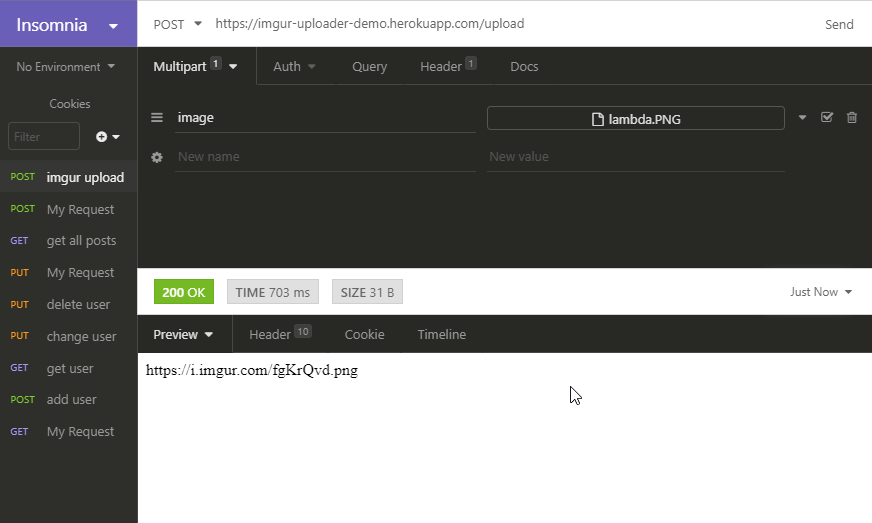 Insomnia
POST https://imgur-uploader-demo.herokuapp.com/upload Send
No Environment
Cookies
Filter
POST imgur upload
POST My Request
GET get all posts
PUT My Request
PUT delete user
PUT change user
GET get user
POST add user
GET My Request
Multipart 1 Auth Query Header 1 Docs
image lambda.PNG
New name New value
200 OK TIME 703 ms SIZE 31 B Just Now
Preview Header 10 Cookie Timeline
https://i.imgur.com/fgKrQvd.png